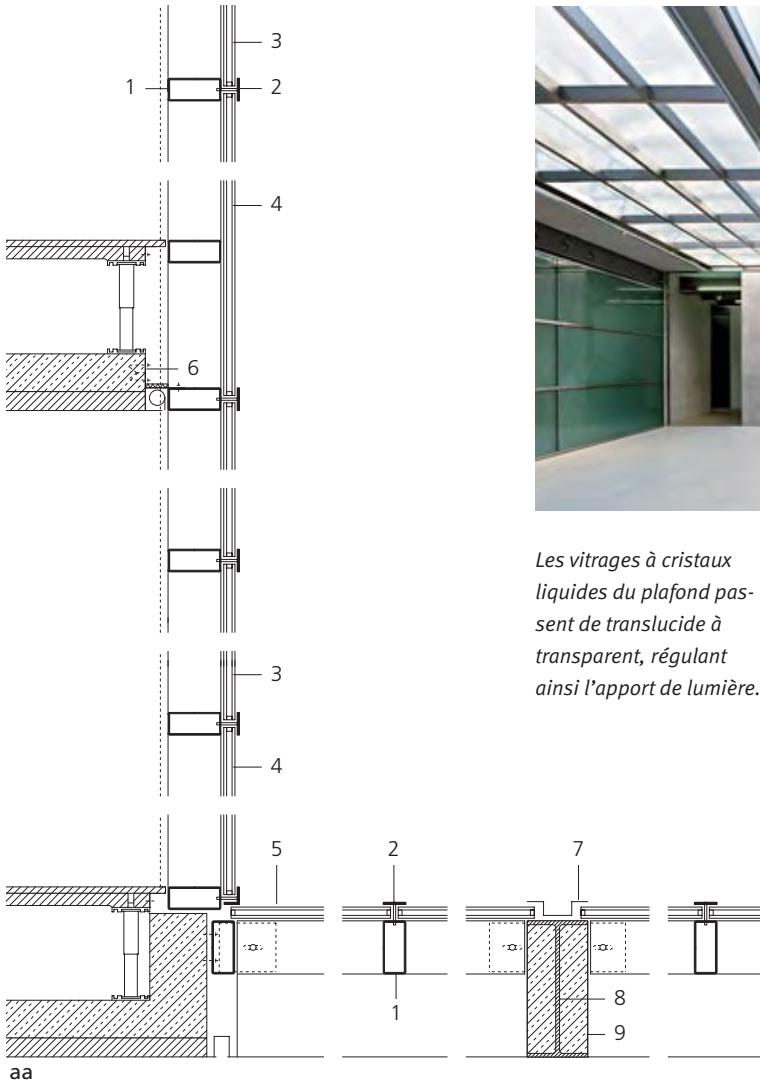 3
1
2
4
6
3
4
5
2
7
1
8
9
aa
Les vitrages à cristaux
liquides du plafond pas-
sent de translucide à
transparent, régulant
ainsi l’apport de lumière.